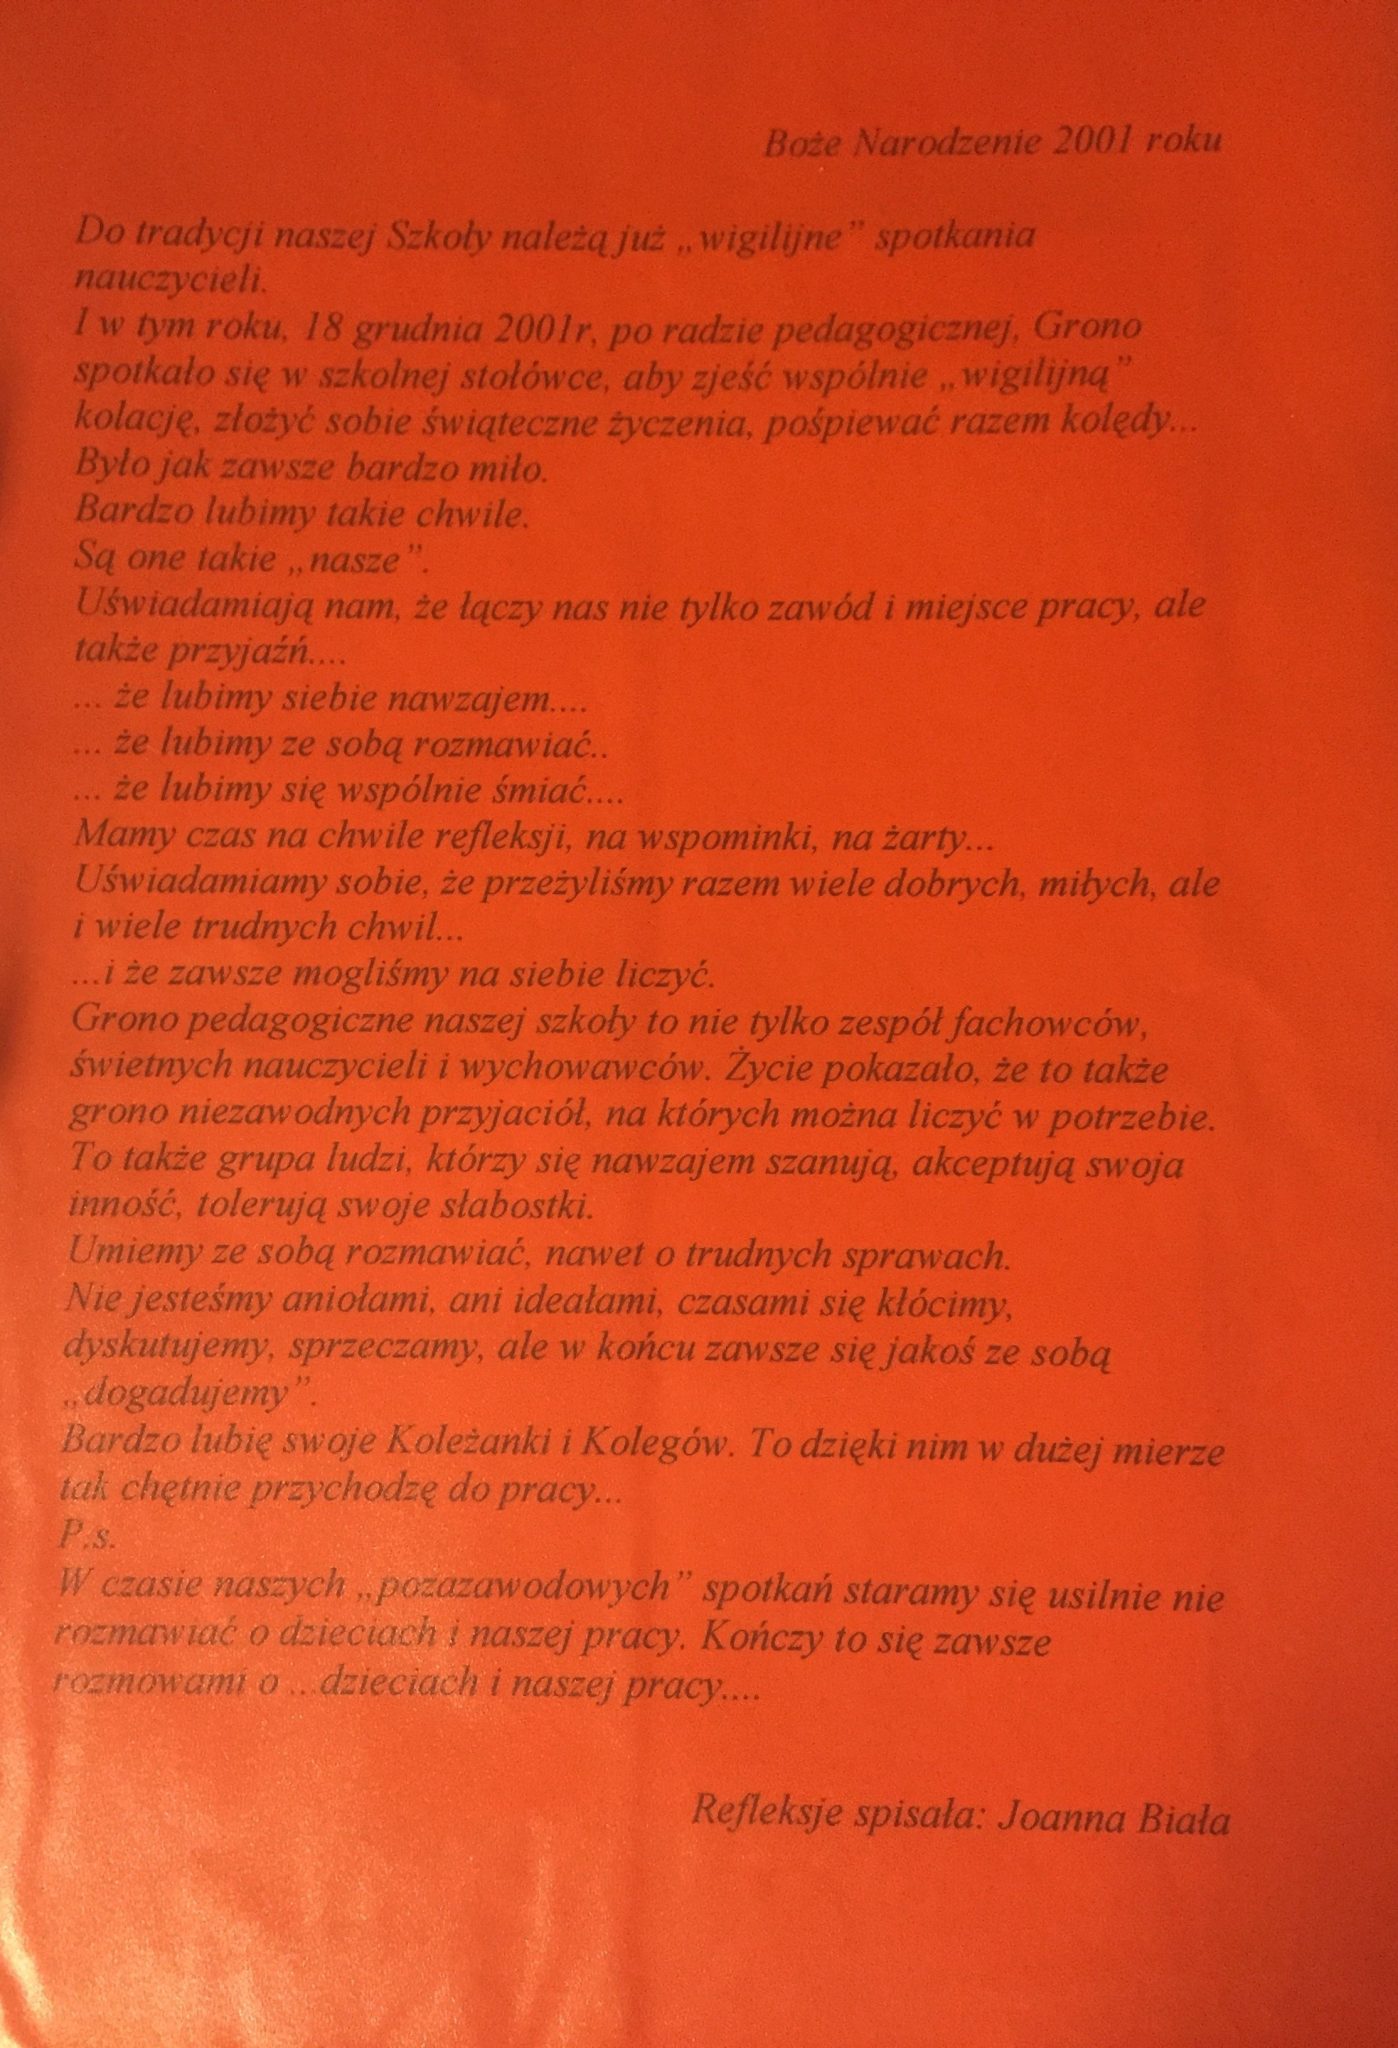 Boże Narodzenie 2001 roku
Do tradycji naszej Szkoły należą już „wigilijne” spotkania
nauczycieli.
I w tym roku, 18 grudnia 2001r, po radzie pedagogicznej, Grono
spotkało się w szkolnej stołówce, aby zjeść wspólnie „wigilijną”
kolację, złożyć sobie świąteczne życzenia, pośpiewać razem kolędy...
Było jak zawsze bardzo miło.
Bardzo lubimy takie chwile.
Są one takie „nasze”.
Uświadamiają nam, że łączy nas nie tylko zawód i miejsce pracy, ale
także przyjaźń....
... że lubimy siebie nawzajem....
... że lubimy ze sobą rozmawiać..
... że lubimy się wspólnie śmiać....
Mamy czas na chwile refleksji, na wspominki, na żarty...
Uświadamiamy sobie, że przeżyliśmy razem wiele dobrych, miłych, ale
i wiele trudnych chwil...
...i że zawsze mogliśmy na siebie liczyć.
Grono pedagogiczne naszej szkoły to nie tylko zespół fachowców,
świetnych nauczycieli i wychowawców. Życie pokazało, że to także
grono niezawodnych przyjaciół, na których można liczyć w potrzebie.
To także grupa ludzi, którzy się nawzajem szanują, akceptują swoja
inność, tolerują swoje słabostki.
Umiemy ze sobą rozmawiać, nawet o trudnych sprawach.
Nie jesteśmy aniołami, ani ideałami, czasami się kłócimy,
dyskutujemy, sprzeczamy, ale w końcu zawsze się jakoś ze sobą
„dogadujemy”.
Bardzo lubię swoje Koleżanki i Kolegów. To dzięki nim w dużej mierze
tak chętnie przychodzę do pracy...
P.s.
W czasie naszych „pozazawodowych” spotkań staramy się usilnie nie
rozmawiać o dzieciach i naszej pracy. Kończy to się zawsze
rozmowami o ...dzieciach i naszej pracy....
Refleksje spisała: Joanna Biała